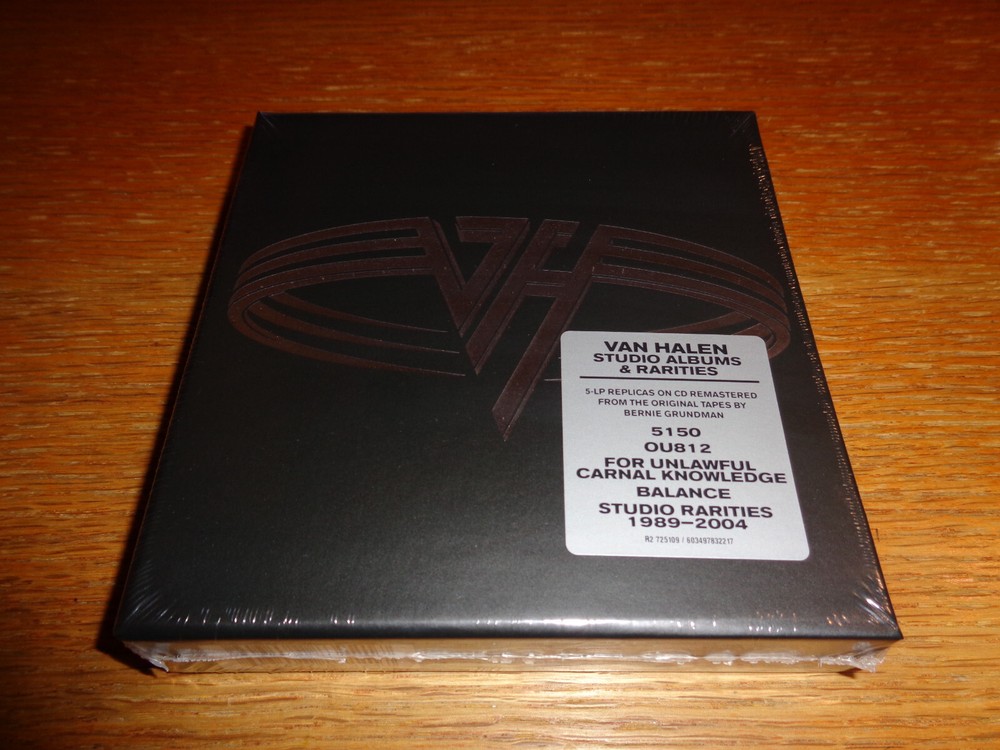 VH
VAN HALEN
STUDIO ALBUMS
& RARITIES
5-LP REPLICAS ON CD REMASTERED
FROM THE ORIGINAL TAPES BY
BERNIE GRUNDMAN
5150
OU812
FOR UNLAWFUL
CARNAL KNOWLEDGE
BALANCE
STUDIO RARITIES
1989–2004
R2 725109 / 603497832217